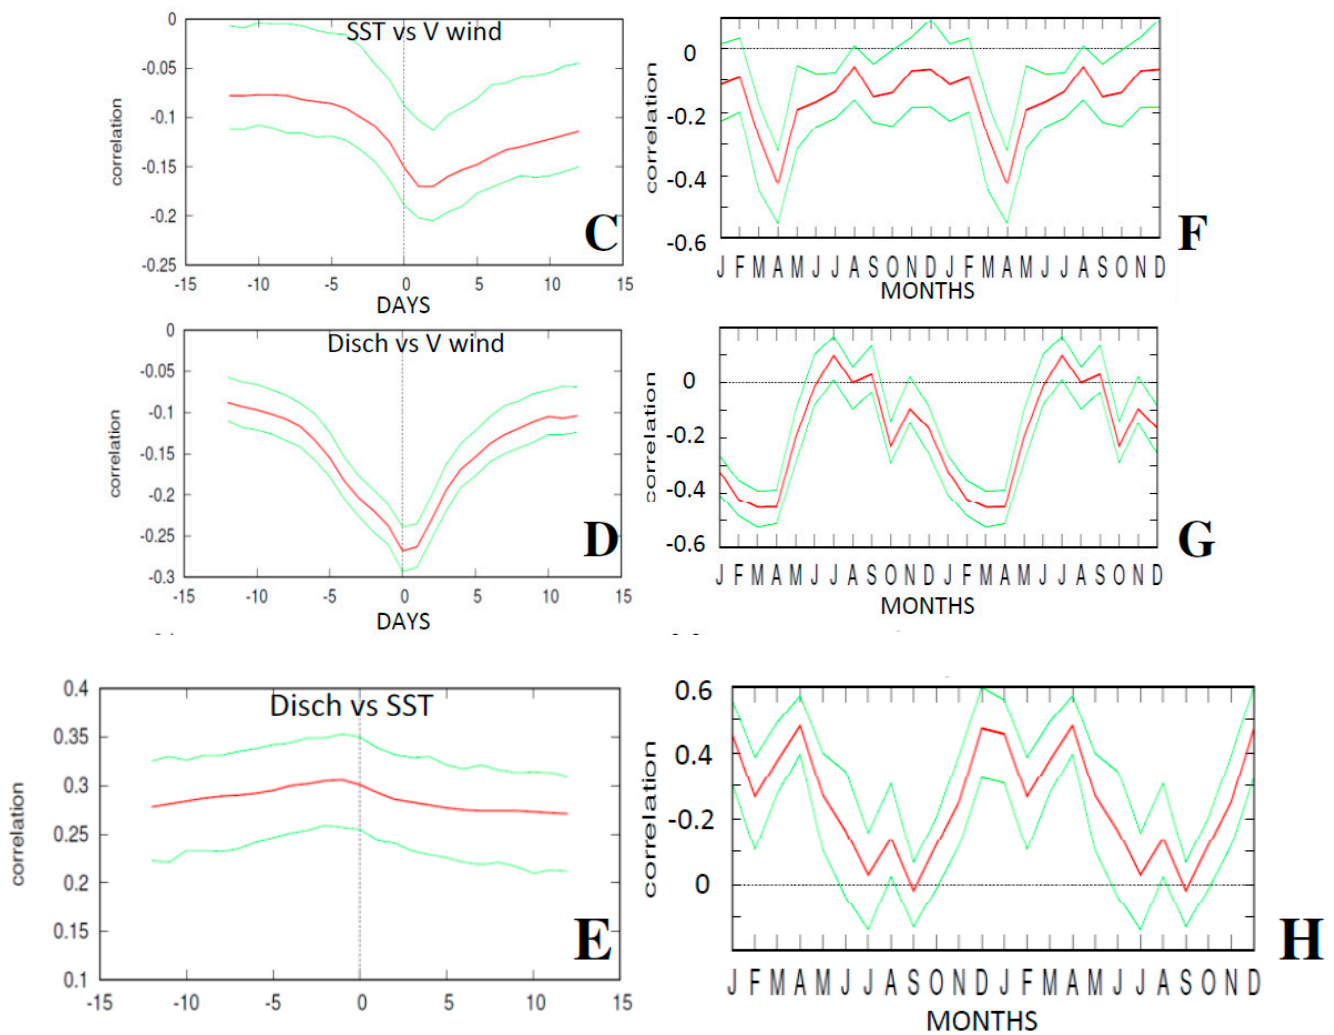 SST vs V wind
correlation
0
-0.05
-0.1
-0.15
-0.2
-0.25
-15 -10 -5 0 5 10 15
DAYS
C
correlation
0
-0.2
-0.4
-0.6
J F M A M J J A S O N D J F M A M J J A S O N D
MONTHS
F
Disch vs V wind
correlation
0
-0.05
-0.1
-0.15
-0.2
-0.25
-0.3
-15 -10 -5 0 5 10 15
DAYS
D
correlation
0
-0.2
-0.4
-0.6
J F M A M J J A S O N D J F M A M J J A S O N D
MONTHS
G
Disch vs SST
correlation
0.4
0.35
0.3
0.25
0.2
0.15
0.1
-15 -10 -5 0 5 10 15
E
correlation
0.6
0.4
-0.2
0
J F M A M J J A S O N D J F M A M J J A S O N D
MONTHS
H